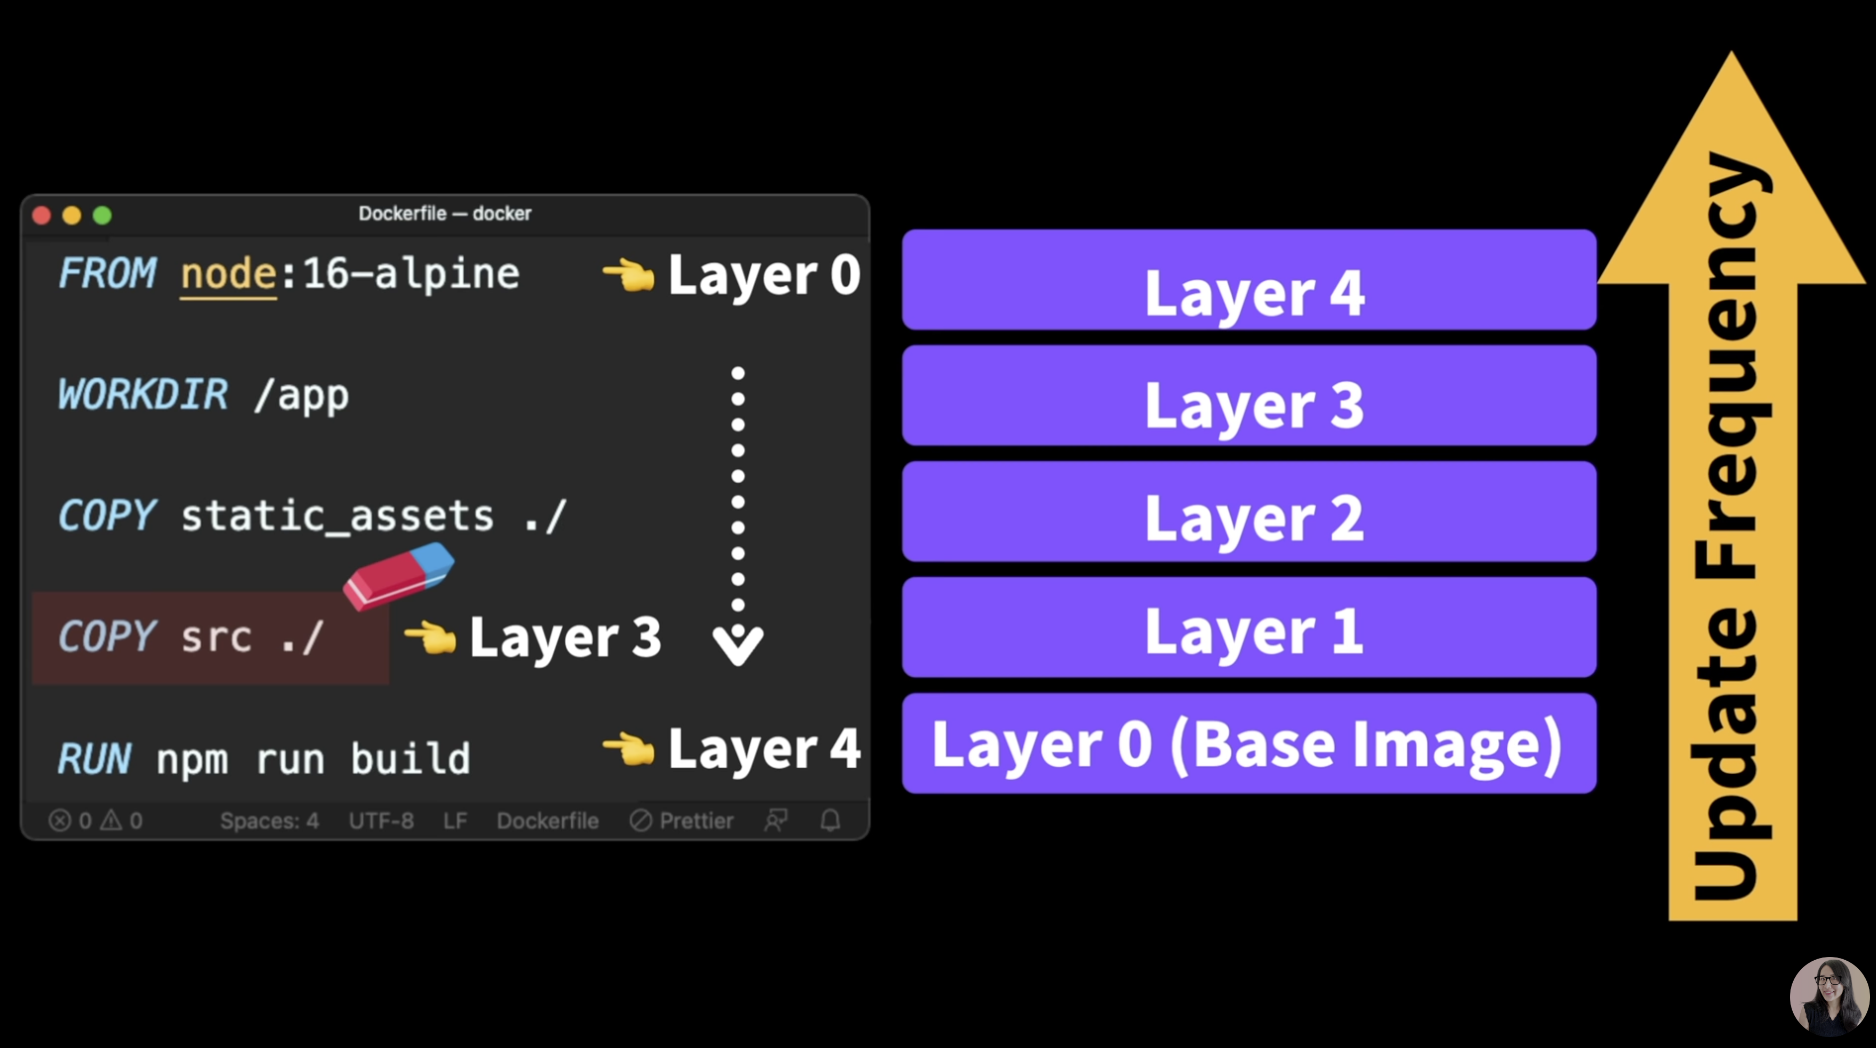 Dockerfile — docker
FROM node:16-alpine
Layer 0
WORKDIR /app
COPY static_assets ./
COPY src ./
Layer 3
RUN npm run build
Layer 4
0 0 Spaces: 4 UTF-8 LF Dockerfile Prettier
Layer 4
Layer 3
Layer 2
Layer 1
Layer 0 (Base Image)
Update Frequency